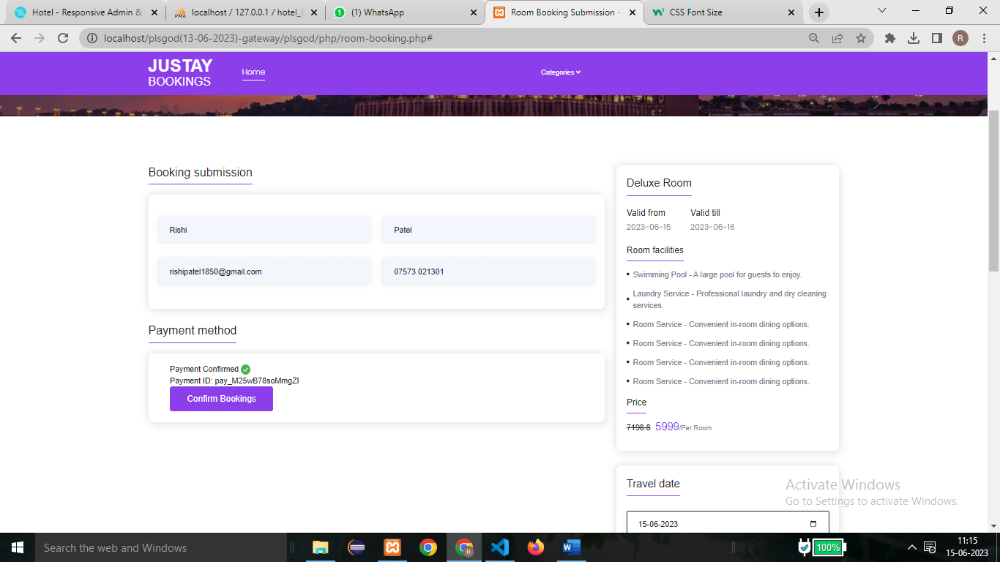 Hotel - Responsive Admin &
localhost / 127.0.0.1 / hotel_b
(1) WhatsApp
Room Booking Submission -
CSS Font Size
localhost/plsgod(13-06-2023)-gateway/plsgod/php/room-booking.php#
R
JUSTAY
BOOKINGS
Home
Categories
Booking submission
Rishi
Patel
rishipatel1850@gmail.com
07573 021301
Payment method
Payment Confirmed
Payment ID: pay_M25wB78soMmgZI
Confirm Bookings
Deluxe Room
Valid from
Valid till
2023-06-15
2023-06-16
Room facilities
Swimming Pool - A large pool for guests to enjoy.
Laundry Service - Professional laundry and dry cleaning
services.
Room Service - Convenient in-room dining options.
Room Service - Convenient in-room dining options.
Room Service - Convenient in-room dining options.
Room Service - Convenient in-room dining options.
Price
7198.8 5999/Per Room
Travel date
15-06-2023
Activate Windows
Go to Settings to activate Windows.
Search the web and Windows
100%
11:15
15-06-2023